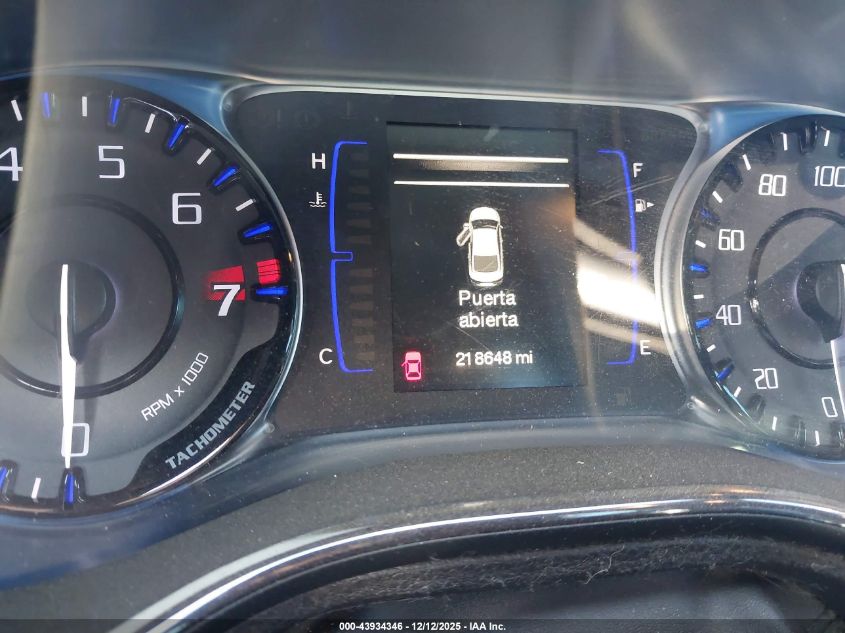 4
5
6
7
0
RPM X 1000
TACHOMETER
H
C
Puerta
abierta
218648 mi
F
E
100
80
60
40
20
0
000-43934346 - 12/12/2025 - IAA Inc.